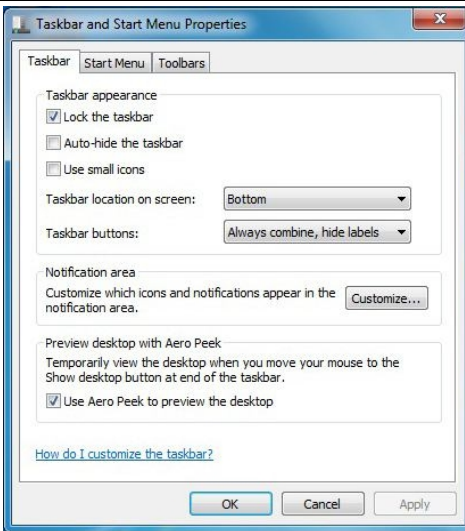 Taskbar and Start Menu Properties
Taskbar
Start Menu
Toolbars
Taskbar appearance
Lock the taskbar
Auto-hide the taskbar
Use small icons
Taskbar location on screen: Bottom
Taskbar buttons: Always combine, hide labels
Notification area
Customize which icons and notifications appear in the
notification area.
Customize...
Preview desktop with Aero Peek
Temporarily view the desktop when you move your mouse to the
Show desktop button at end of the taskbar.
Use Aero Peek to preview the desktop
How do I customize the taskbar?
OK
Cancel
Apply